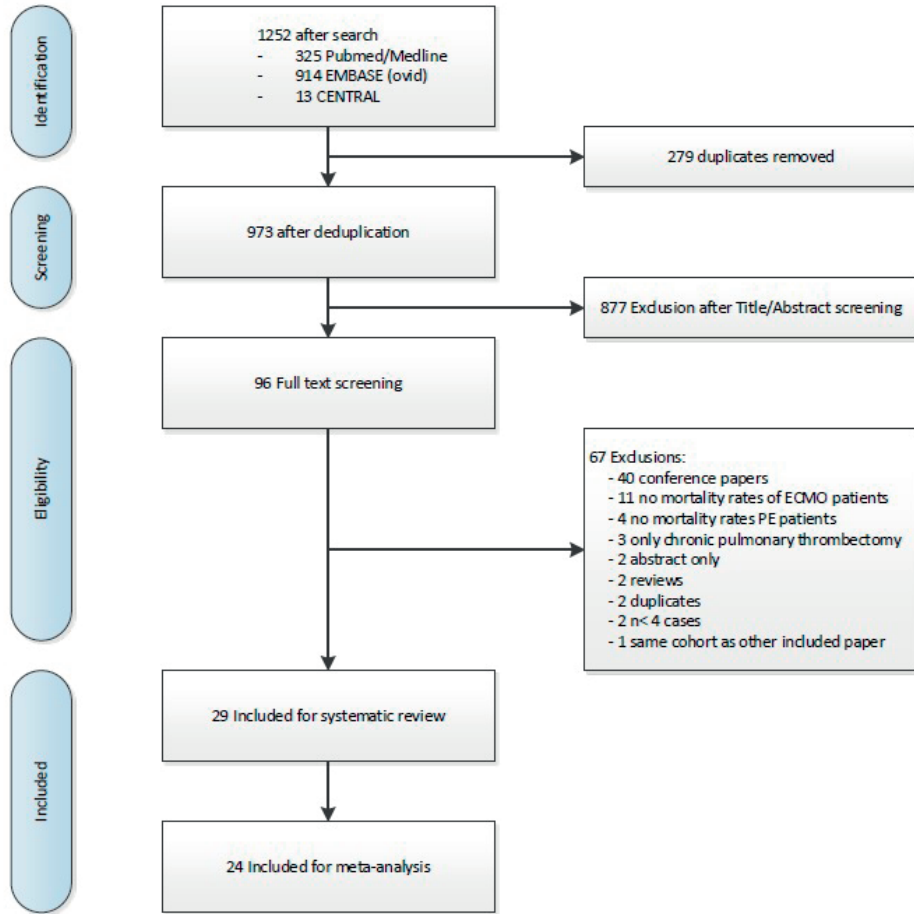 Identification
1252 after search
- 325 Pubmed/Medline
- 914 EMBASE (ovid)
- 13 CENTRAL
279 duplicates removed
Screening
973 after deduplication
877 Exclusion after Title/Abstract screening
Eligibility
96 Full text screening
67 Exclusions:
- 40 conference papers
- 11 no mortality rates of ECMO patients
- 4 no mortality rates PE patients
- 3 only chronic pulmonary thrombectomy
- 2 abstract only
- 2 reviews
- 2 duplicates
- 2 n< 4 cases
- 1 same cohort as other included paper
Included
29 Included for systematic review
24 Included for meta-analysis